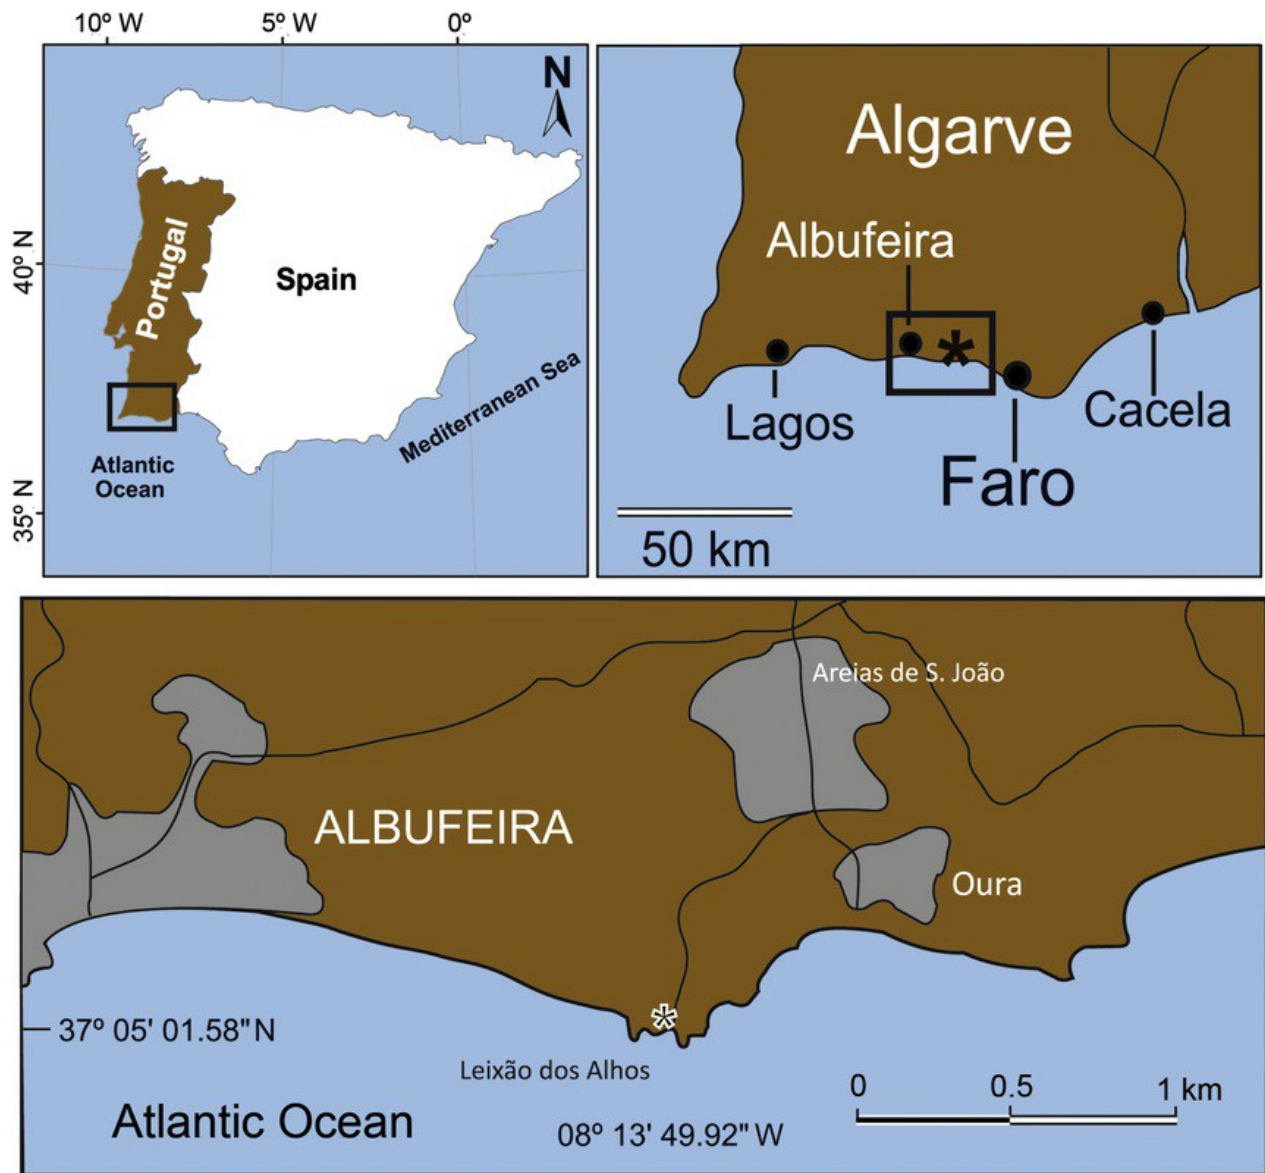 10º W
5º W
0º
N
40º N
35º N
Portugal
Spain
Mediterranean Sea
Atlantic
Ocean
Algarve
Albufeira
*
Lagos
Cacela
Faro
50 km
Areias de S. João
ALBUFEIRA
Oura
*
37º 05' 01.58" N
Leixão dos Alhos
0
0.5
1 km
Atlantic Ocean
08º 13' 49.92" W